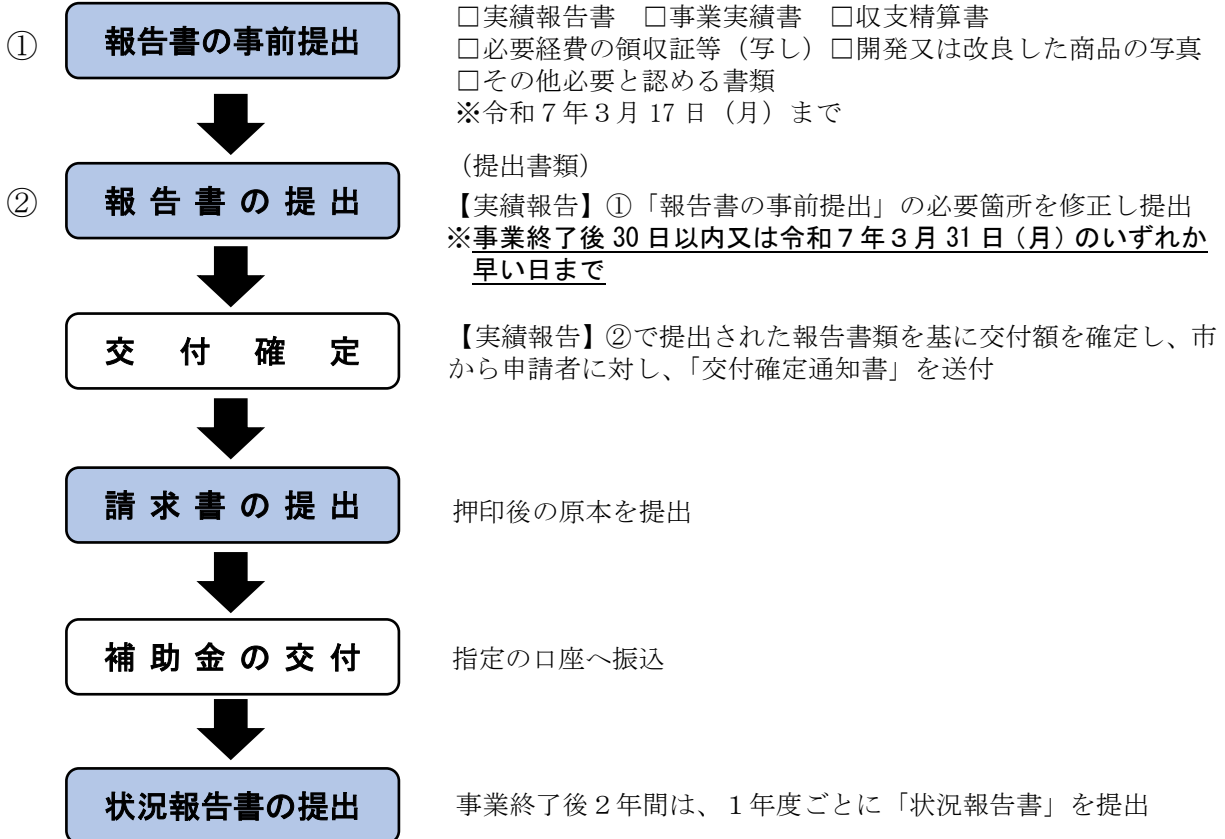 ① 報告書の事前提出
□実績報告書　□事業実績書　□収支精算書
□必要経費の領収証等（写し）□開発又は改良した商品の写真
□その他必要と認める書類
※令和７年３月 17 日（月）まで
② 報告書の提出
（提出書類）
【実績報告】①「報告書の事前提出」の必要箇所を修正し提出
※事業終了後 30 日以内又は令和７年３月 31 日（月）のいずれか
早い日まで
交付確定
【実績報告】②で提出された報告書類を基に交付額を確定し、市
から申請者に対し、「交付確定通知書」を送付
請求書の提出
押印後の原本を提出
補助金の交付
指定の口座へ振込
状況報告書の提出
事業終了後２年間は、１年度ごとに「状況報告書」を提出